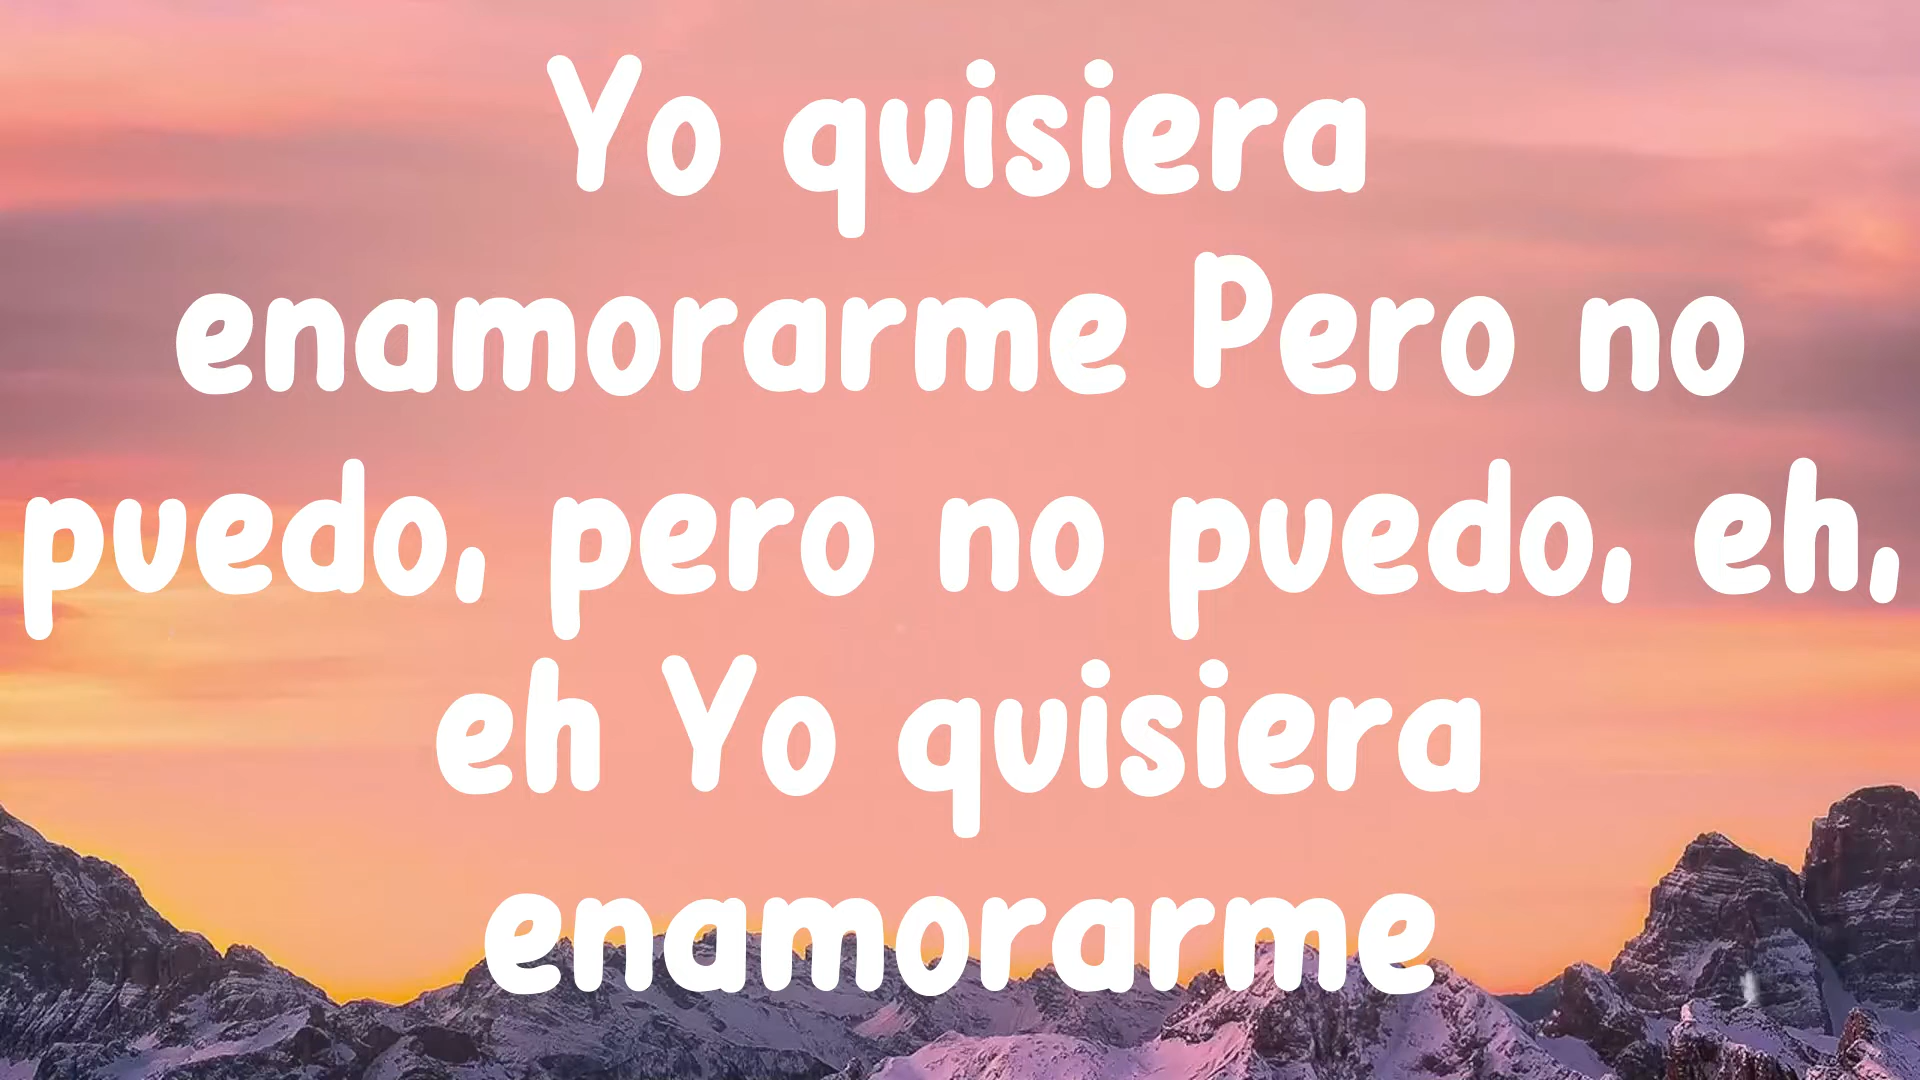 Yo quisiera
enamorarme Pero no
puedo, pero no puedo, eh,
eh Yo quisiera
enamorarme